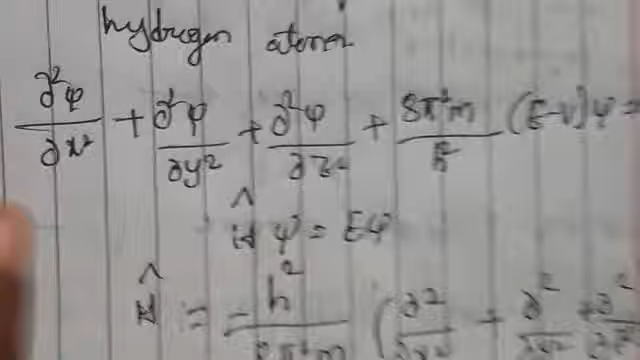 hydrogen atom
∂²ψ/∂x² + ∂²ψ/∂y² + ∂²ψ/∂z² + 8π²m/h² (E-V)ψ =
Ĥψ = Eψ
Ĥ = -h²/8π²m (∂²/∂x² + ∂²/∂y² + ∂²/∂z²